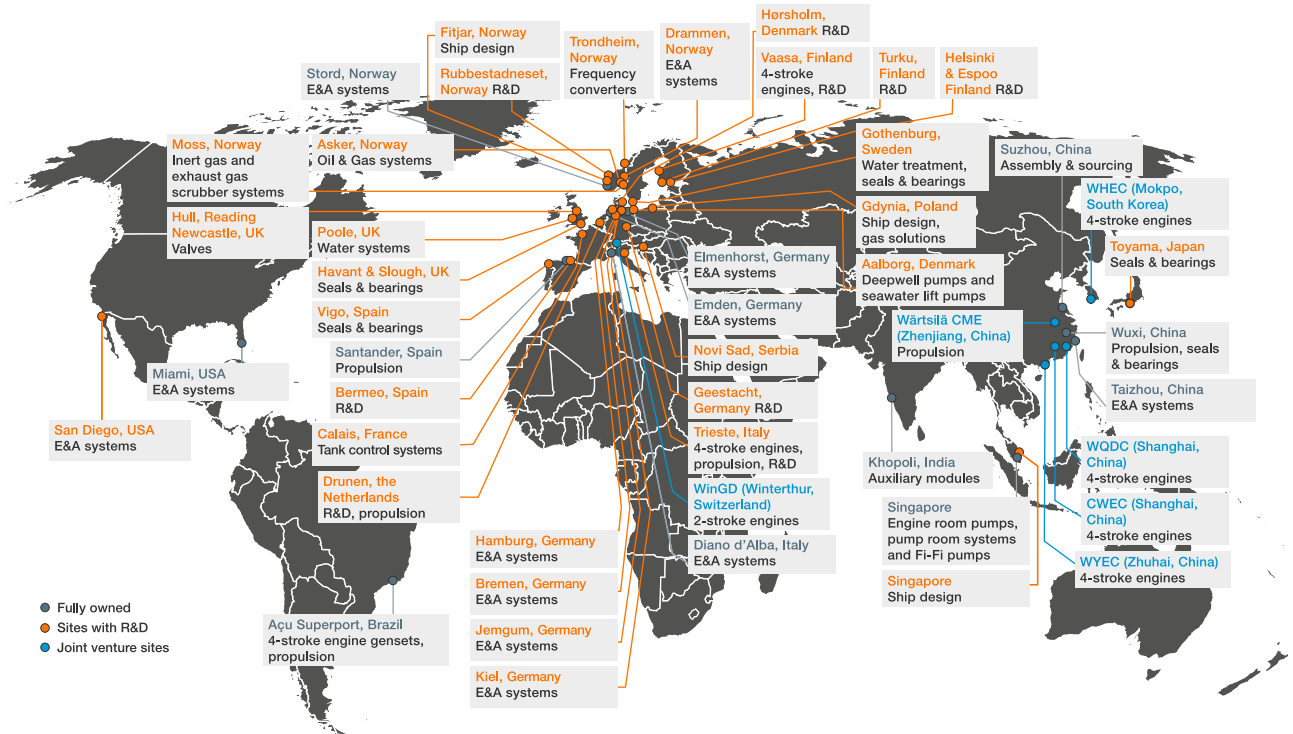 Fitjar, Norway
Ship design
Rubbestadneset,
Norway R&D
Trondheim,
Norway
Frequency
converters
Drammen,
Norway
E&A
systems
Hørsholm,
Denmark R&D
Vaasa, Finland
4-stroke
engines, R&D
Turku,
Finland
R&D
Helsinki
& Espoo
Finland R&D
Stord, Norway
E&A systems
Moss, Norway
Inert gas and
exhaust gas
scrubber systems
Asker, Norway
Oil & Gas systems
Gothenburg,
Sweden
Water treatment,
seals & bearings
Suzhou, China
Assembly & sourcing
WHEC (Mokpo,
South Korea)
4-stroke engines
Hull, Reading
Newcastle, UK
Valves
Poole, UK
Water systems
Gdynia, Poland
Ship design,
gas solutions
Toyama, Japan
Seals & bearings
Havant & Slough, UK
Seals & bearings
Elmenhorst, Germany
E&A systems
Aalborg, Denmark
Deepwell pumps and
seawater lift pumps
Vigo, Spain
Seals & bearings
Emden, Germany
E&A systems
Wärtsilä CME
(Zhenjiang, China)
Propulsion
Wuxi, China
Propulsion, seals
& bearings
Santander, Spain
Propulsion
Novi Sad, Serbia
Ship design
Miami, USA
E&A systems
Bermeo, Spain
R&D
Geestacht,
Germany R&D
Taizhou, China
E&A systems
San Diego, USA
E&A systems
Calais, France
Tank control systems
Trieste, Italy
4-stroke engines,
propulsion, R&D
Khopoli, India
Auxiliary modules
WQDC (Shanghai,
China)
4-stroke engines
Drunen, the
Netherlands
R&D, propulsion
WinGD (Winterthur,
Switzerland)
2-stroke engines
Singapore
Engine room pumps,
pump room systems
and Fi-Fi pumps
CWEC (Shanghai,
China)
4-stroke engines
Hamburg, Germany
E&A systems
Diano d'Alba, Italy
E&A systems
WYEC (Zhuhai, China)
4-stroke engines
Bremen, Germany
E&A systems
Singapore
Ship design
Fully owned
Sites with R&D
Joint venture sites
Açu Superport, Brazil
4-stroke engine gensets,
propulsion
Jemgum, Germany
E&A systems
Kiel, Germany
E&A systems